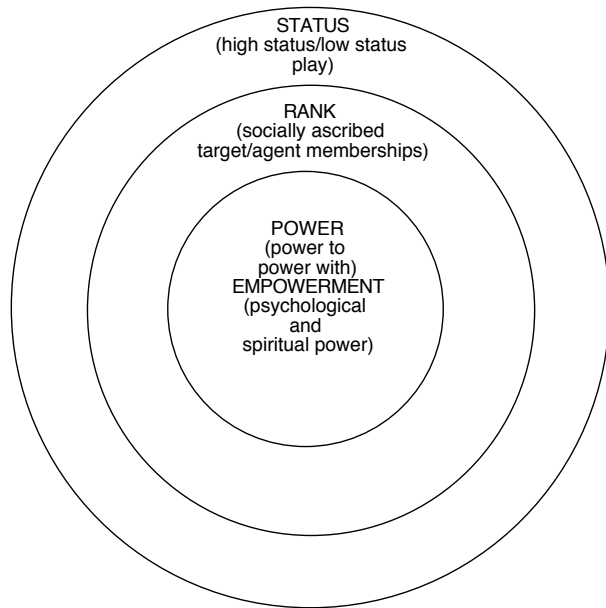 STATUS
(high status/low status
play)
RANK
(socially ascribed
target/agent memberships)
POWER
(power to
power with)
EMPOWERMENT
(psychological
and
spiritual power)